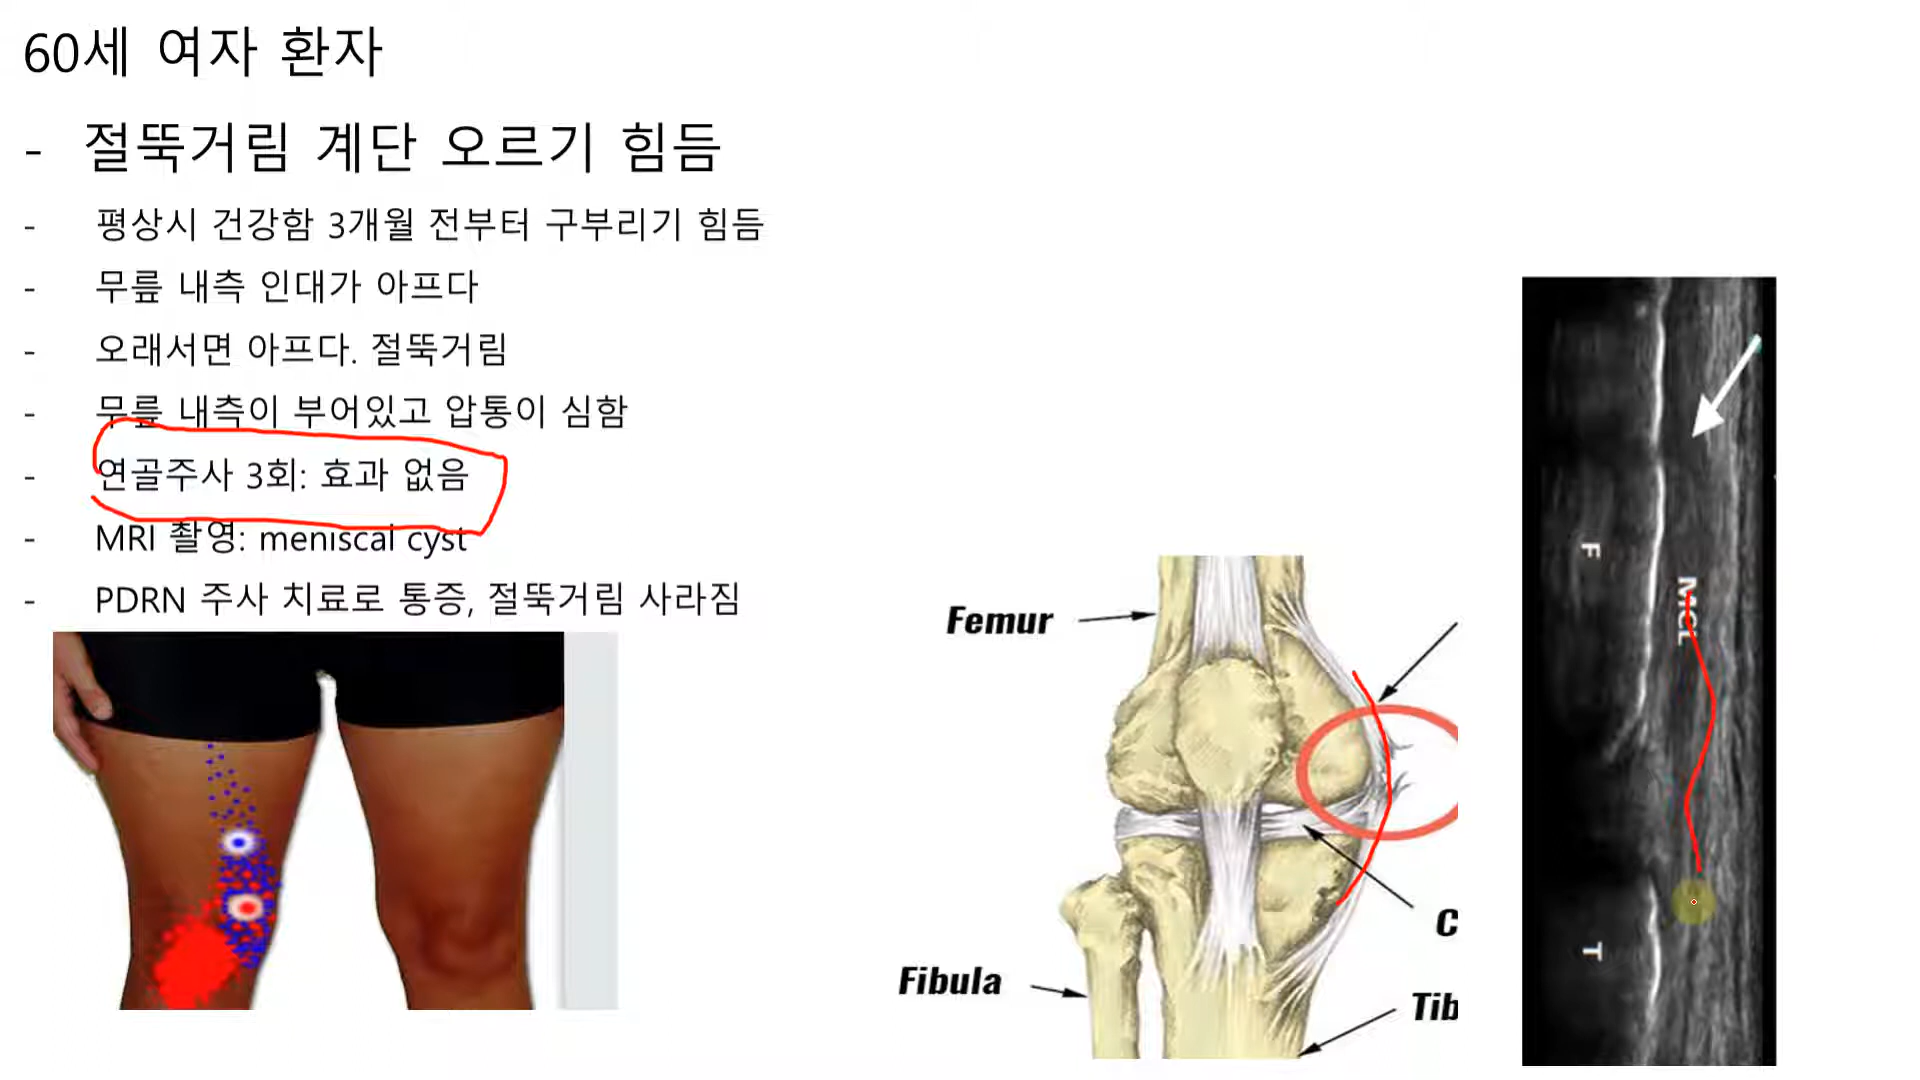 60세 여자 환자
- 절뚝거림 계단 오르기 힘듬
- 평상시 건강함 3개월 전부터 구부리기 힘듬
- 무릎 내측 인대가 아프다
- 오래서면 아프다. 절뚝거림
- 무릎 내측이 부어있고 압통이 심함
- 연골주사 3회: 효과 없음
- MRI 촬영: meniscal cyst
- PDRN 주사 치료로 통증, 절뚝거림 사라짐
Femur
C
Fibula
Tib
F
MCL
T